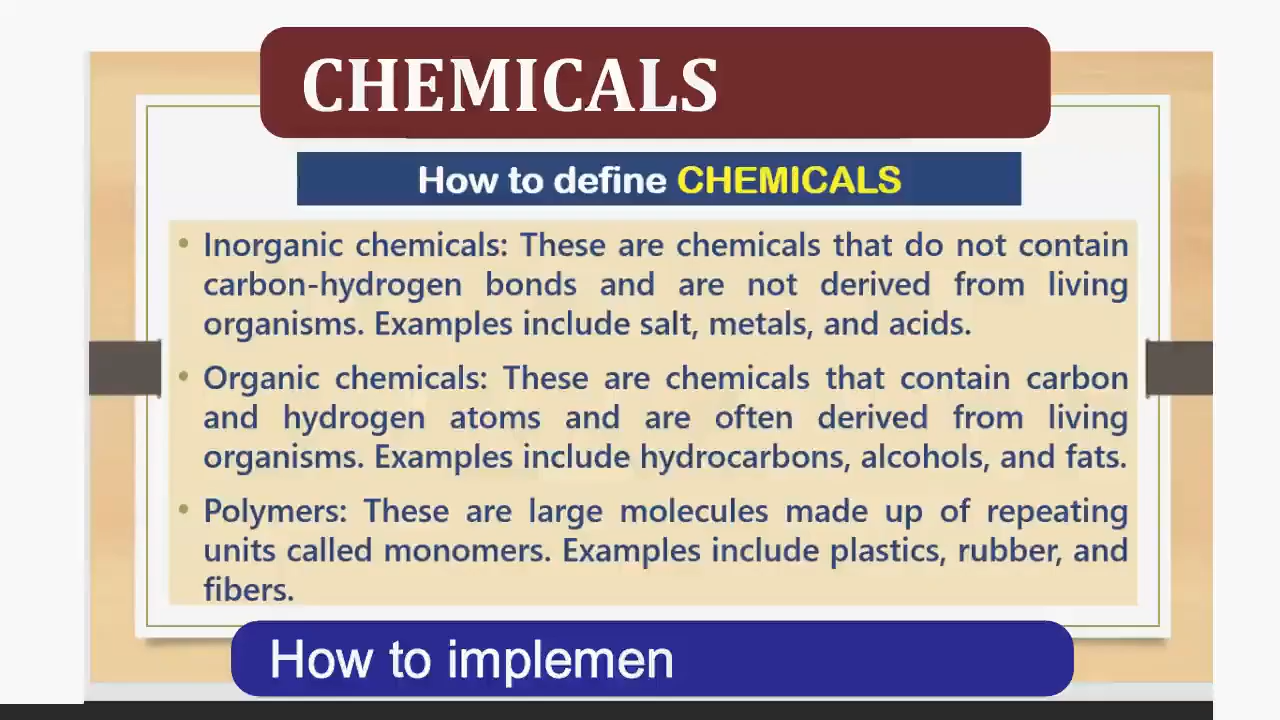 CHEMICALS
How to define CHEMICALS
• Inorganic chemicals: These are chemicals that do not contain
carbon-hydrogen bonds and are not derived from living
organisms. Examples include salt, metals, and acids.
• Organic chemicals: These are chemicals that contain carbon
and hydrogen atoms and are often derived from living
organisms. Examples include hydrocarbons, alcohols, and fats.
• Polymers: These are large molecules made up of repeating
units called monomers. Examples include plastics, rubber, and
fibers.
How to implemen